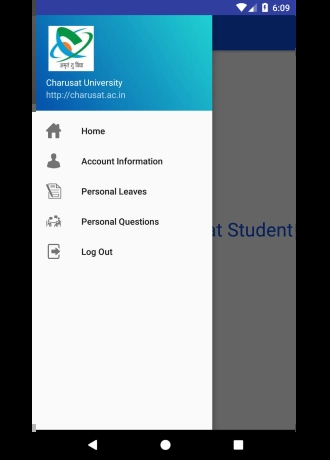 6:09
अमृतं तु विद्या
Charusat University
http://charusat.ac.in
Home
Account Information
Personal Leaves
at Student
Personal Questions
Log Out